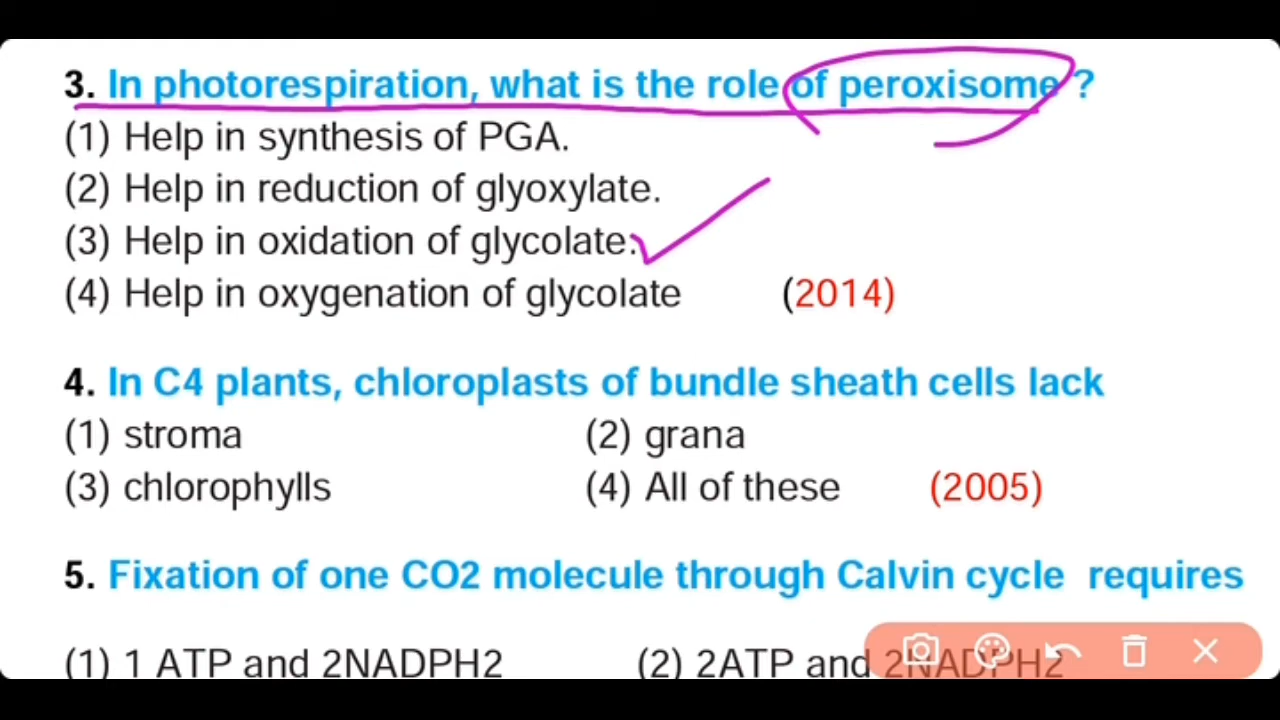 3. In photorespiration, what is the role of peroxisome ?
(1) Help in synthesis of PGA.
(2) Help in reduction of glyoxylate.
(3) Help in oxidation of glycolate.
(4) Help in oxygenation of glycolate (2014)
4. In C4 plants, chloroplasts of bundle sheath cells lack
(1) stroma (2) grana
(3) chlorophylls (4) All of these (2005)
5. Fixation of one CO2 molecule through Calvin cycle requires
(1) 1 ATP and 2NADPH2 (2) 2ATP and 2NADPH2